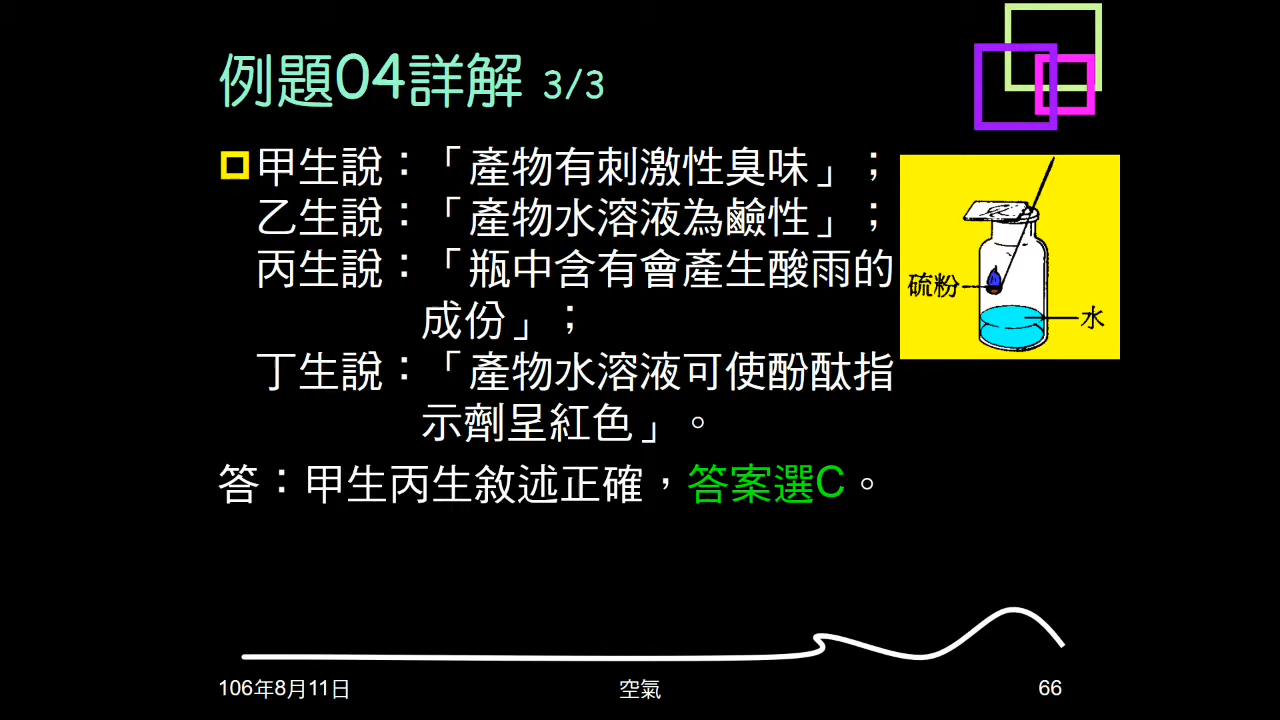 例題04詳解 3/3
甲生說：「產物有刺激性臭味」；
乙生說：「產物水溶液為鹼性」；
丙生說：「瓶中含有會產生酸雨的
成份」；
丁生說：「產物水溶液可使酚酞指
示劑呈紅色」。
答：甲生丙生敘述正確，答案選C。
硫粉
水
106年8月11日
空氣
66